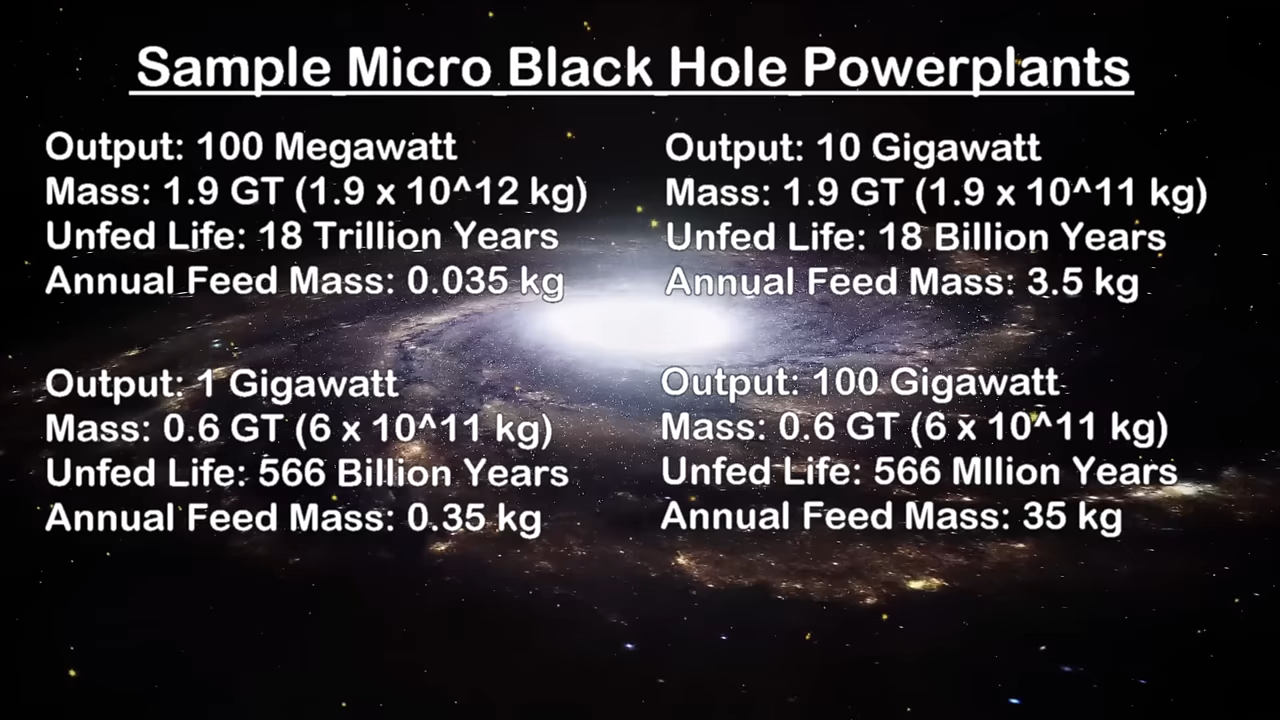 Sample Micro Black Hole Powerplants
Output: 100 Megawatt
Mass: 1.9 GT (1.9 x 10^12 kg)
Unfed Life: 18 Trillion Years
Annual Feed Mass: 0.035 kg
Output: 10 Gigawatt
Mass: 1.9 GT (1.9 x 10^11 kg)
Unfed Life: 18 Billion Years
Annual Feed Mass: 3.5 kg
Output: 1 Gigawatt
Mass: 0.6 GT (6 x 10^11 kg)
Unfed Life: 566 Billion Years
Annual Feed Mass: 0.35 kg
Output: 100 Gigawatt
Mass: 0.6 GT (6 x 10^11 kg)
Unfed Life: 566 MIlion Years
Annual Feed Mass: 35 kg